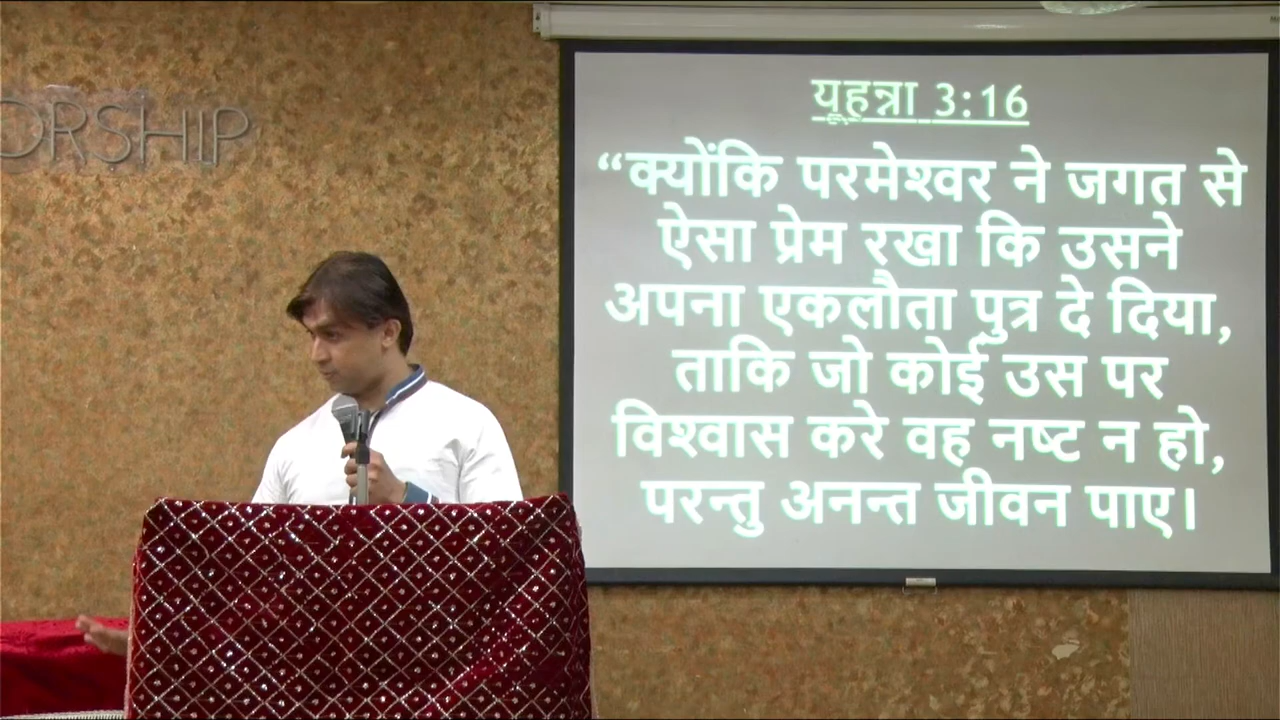 ORSHIP
यूहन्ना 3:16
“क्योंकि परमेश्वर ने जगत से
ऐसा प्रेम रखा कि उसने
अपना एकलौता पुत्र दे दिया,
ताकि जो कोई उस पर
विश्वास करे वह नष्ट न हो,
परन्तु अनन्त जीवन पाए।